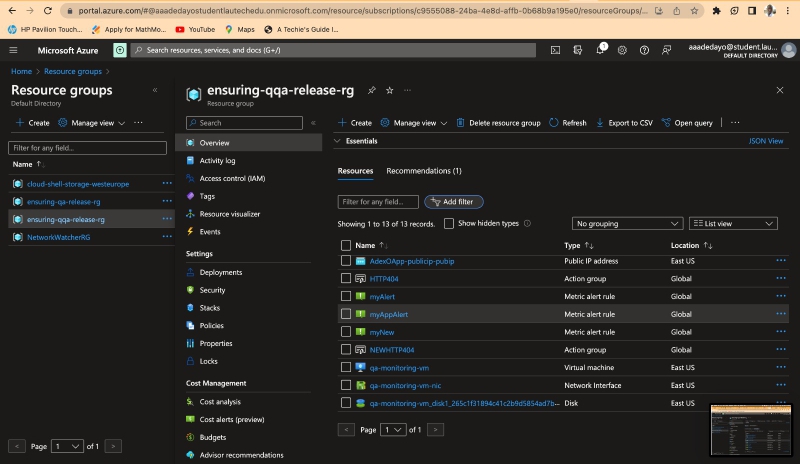 portal.azure.com/#@aaadedayostudentlautechedu.onmicrosoft.com/resource/subscriptions/c9555088-24ba-4e8d-affb-0b68b9a195e0/resourceGroups/...
HP Pavilion Touch... Apply for MathMo... YouTube Maps A Techie's Guide I...
Microsoft Azure Search resources, services, and docs (G+/) 1 aaadedayo@student.lau...
DEFAULT DIRECTORY
Home > Resource groups >
Resource groups
Default Directory
Create Manage view ...
Filter for any field...
Name
cloud-shell-storage-westeurope ...
ensuring-qa-release-rg ...
ensuring-qqa-release-rg ...
NetworkWatcherRG ...
< Page 1 of 1 >
ensuring-qqa-release-rg ...
Resource group
Search
Overview
Activity log
Access control (IAM)
Tags
Resource visualizer
Events
Settings
Deployments
Security
Stacks
Policies
Properties
Locks
Cost Management
Cost analysis
Cost alerts (preview)
Budgets
Advisor recommendations
Create Manage view Delete resource group Refresh Export to CSV Open query ...
Essentials JSON View
Resources Recommendations (1)
Filter for any field... Add filter
Showing 1 to 13 of 13 records. Show hidden types No grouping List view
Name Type Location
AdexOApp-publicip-pubip Public IP address East US ...
HTTP404 Action group Global ...
myAlert Metric alert rule Global ...
myAppAlert Metric alert rule Global ...
myNew Metric alert rule Global ...
NEWHTTP404 Action group Global ...
qa-monitoring-vm Virtual machine East US ...
qa-monitoring-vm-nic Network Interface East US ...
qa-monitoring-vm_disk1_265c1f31894c41c2b9d5854ad7b... Disk East US
< Page 1 of 1 >